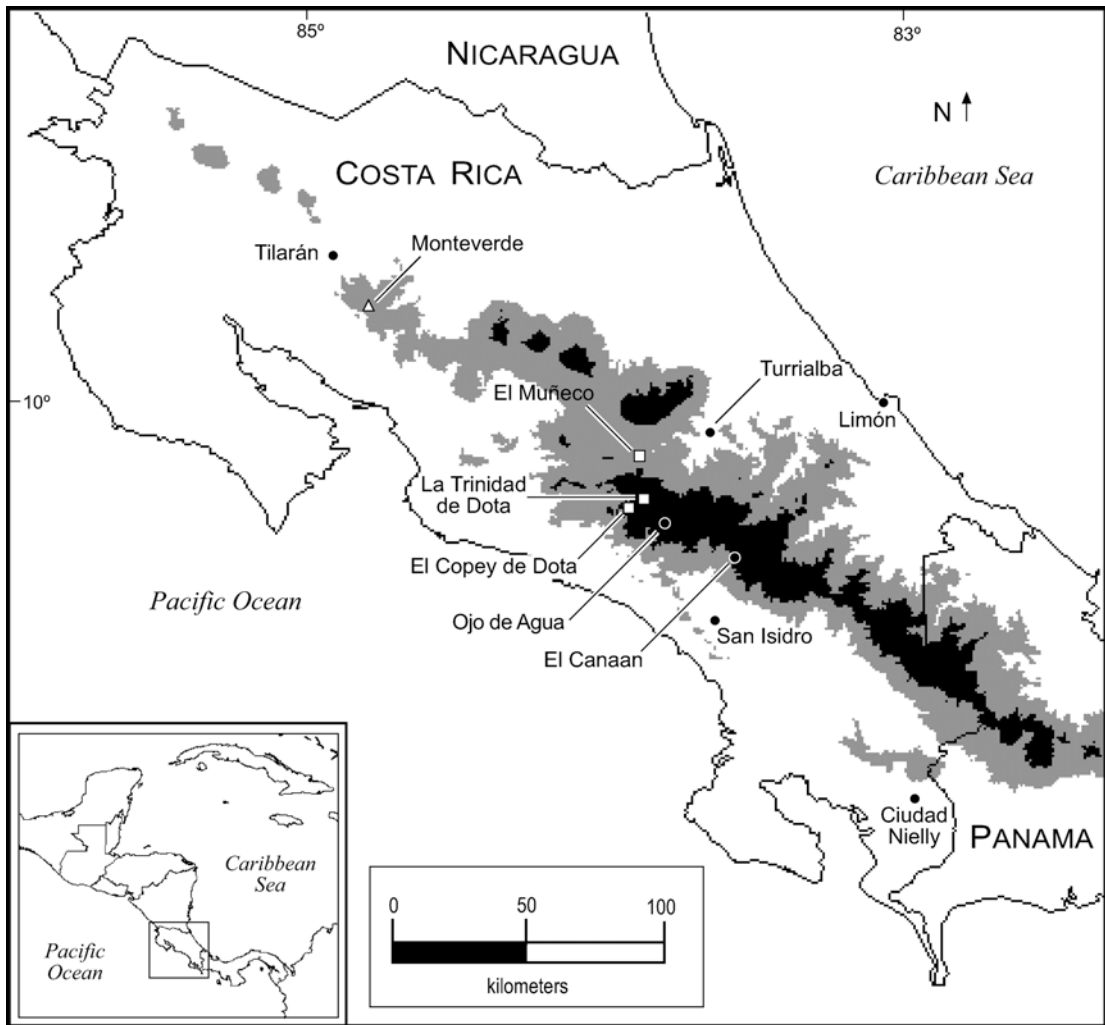 85º
83º
NICARAGUA
N
Caribbean Sea
COSTA RICA
Monteverde
Tilarán
Turrialba
El Muñeco
10º
Limón
La Trinidad
de Dota
El Copey de Dota
Pacific Ocean
Ojo de Agua
San Isidro
El Canaan
Ciudad
Nielly
PANAMA
Caribbean
Sea
Pacific
Ocean
0
50
100
kilometers